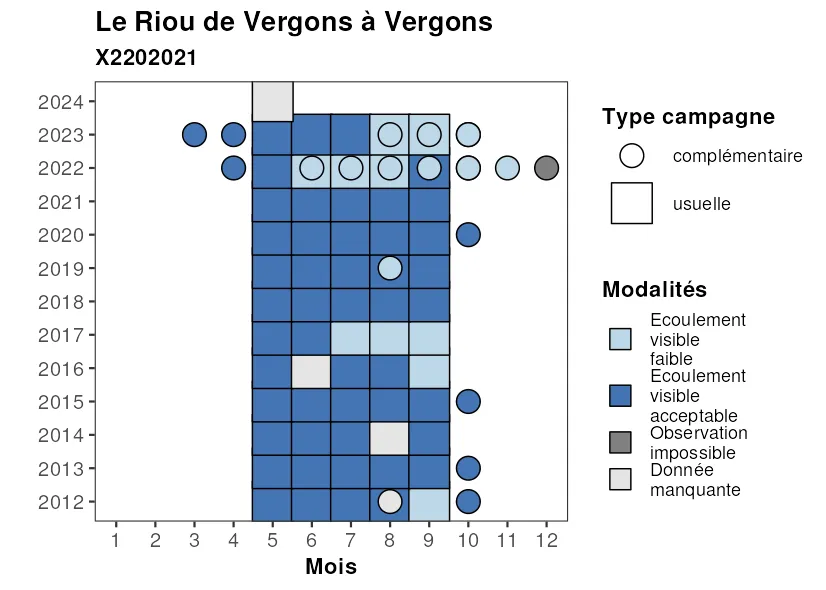 Le Riou de Vergons à Vergons
X2202021
2024
2023
2022
2021
2020
2019
2018
2017
2016
2015
2014
2013
2012
1 2 3 4 5 6 7 8 9 10 11 12
Mois
Type campagne
complémentaire
usuelle
Modalités
Ecoulement
visible
faible
Ecoulement
visible
acceptable
Observation
impossible
Donnée
manquante